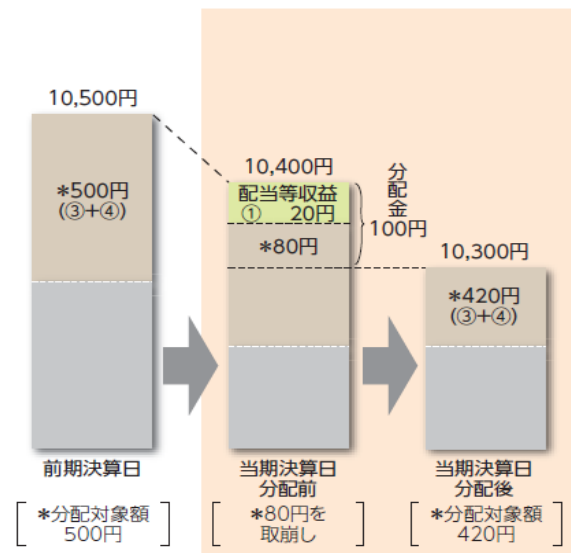 10,500円
*500円
(③+④)
前期決算日
*分配対象額
500円
10,400円
配当等収益
① 20円
*80円
分配金
100円
当期決算日
分配前
*80円を
取崩し
10,300円
*420円
(③+④)
当期決算日
分配後
*分配対象額
420円